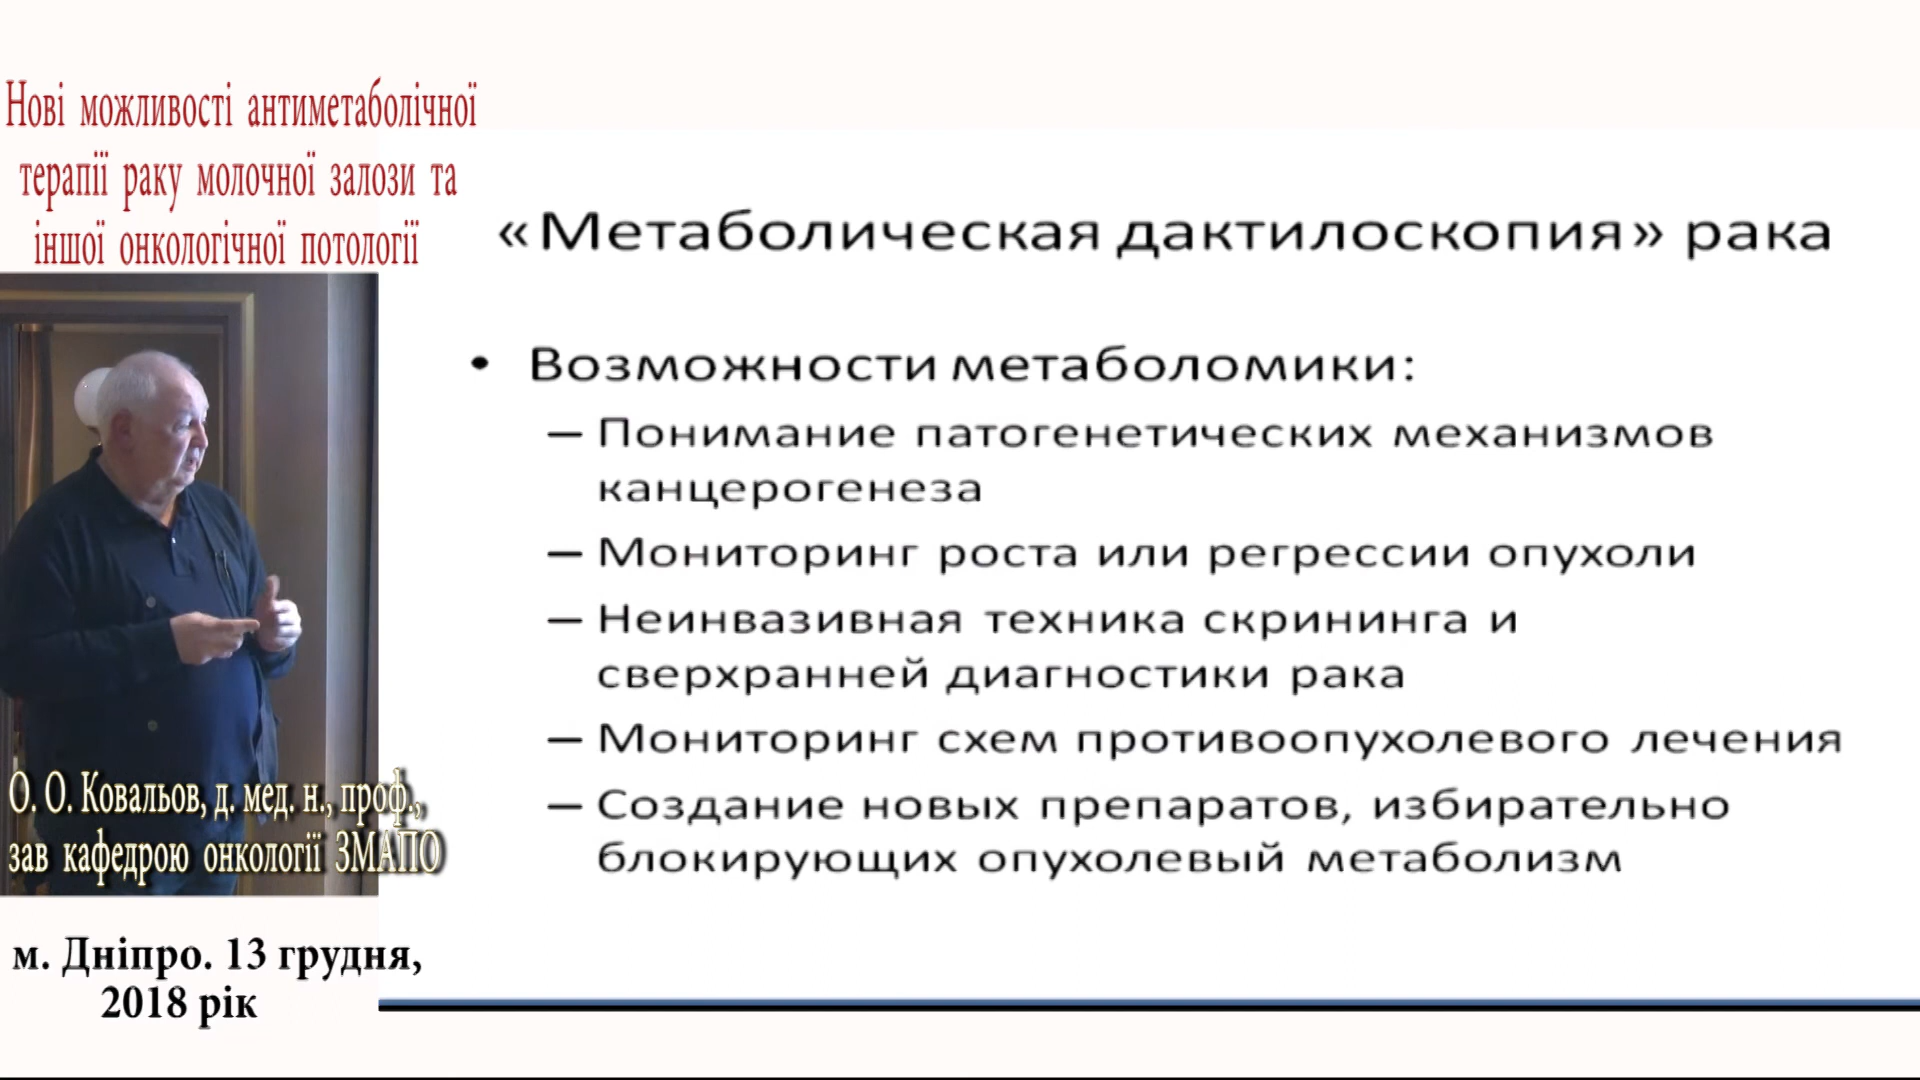 Нові можливості антиметаболічної
терапії раку молочної залози та
іншої онкологічної потології
«Метаболическая дактилоскопия» рака
• Возможности метаболомики:
– Понимание патогенетических механизмов
канцерогенеза
– Мониторинг роста или регрессии опухоли
– Неинвазивная техника скрининга и
сверхранней диагностики рака
– Мониторинг схем противоопухолевого лечения
– Создание новых препаратов, избирательно
блокирующих опухолевый метаболизм
О. О. Ковальов, д. мед. н., проф.,
зав кафедрою онкології ЗМАПО
м. Дніпро. 13 грудня,
2018 рік